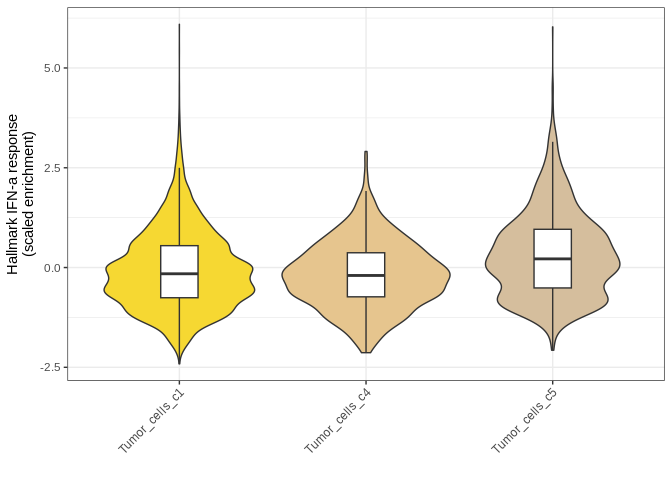 Hallmark IFN-a response
(scaled enrichment)
5.0
2.5
0.0
-2.5
Tumor_cells_c1
Tumor_cells_c4
Tumor_cells_c5